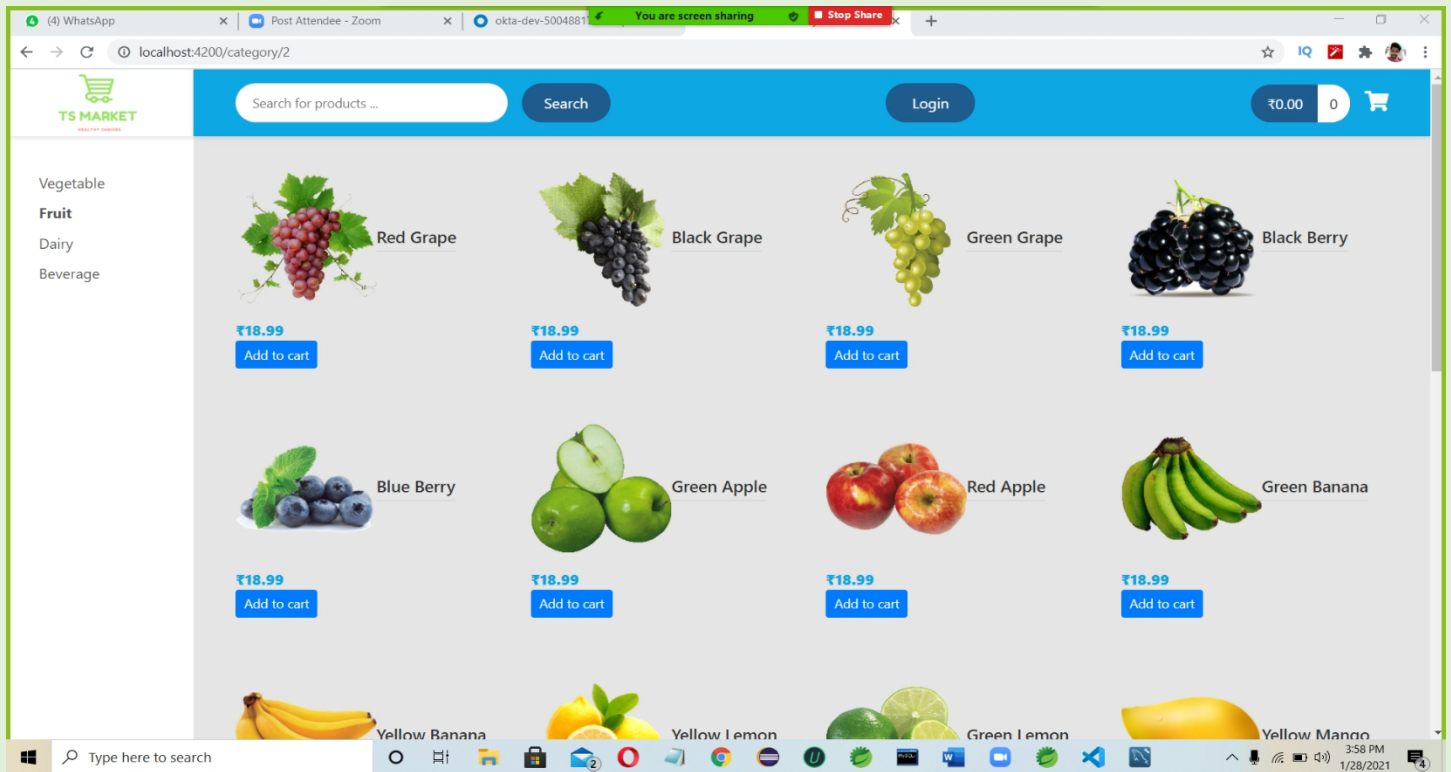 (4) WhatsApp
Post Attendee - Zoom
okta-dev-5004881
You are screen sharing
Stop Share
localhost:4200/category/2
IQ
TS MARKET
HEALTHY CHOICES
Search for products ...
Search
Login
₹0.00 0
Vegetable
Fruit
Dairy
Beverage
Red Grape
Black Grape
Green Grape
Black Berry
₹18.99
₹18.99
₹18.99
₹18.99
Add to cart
Add to cart
Add to cart
Add to cart
Blue Berry
Green Apple
Red Apple
Green Banana
₹18.99
₹18.99
₹18.99
₹18.99
Add to cart
Add to cart
Add to cart
Add to cart
Yellow Banana
Yellow Lemon
Green Lemon
Yellow Mango
Type here to search
2
3:58 PM
1/28/2021
4